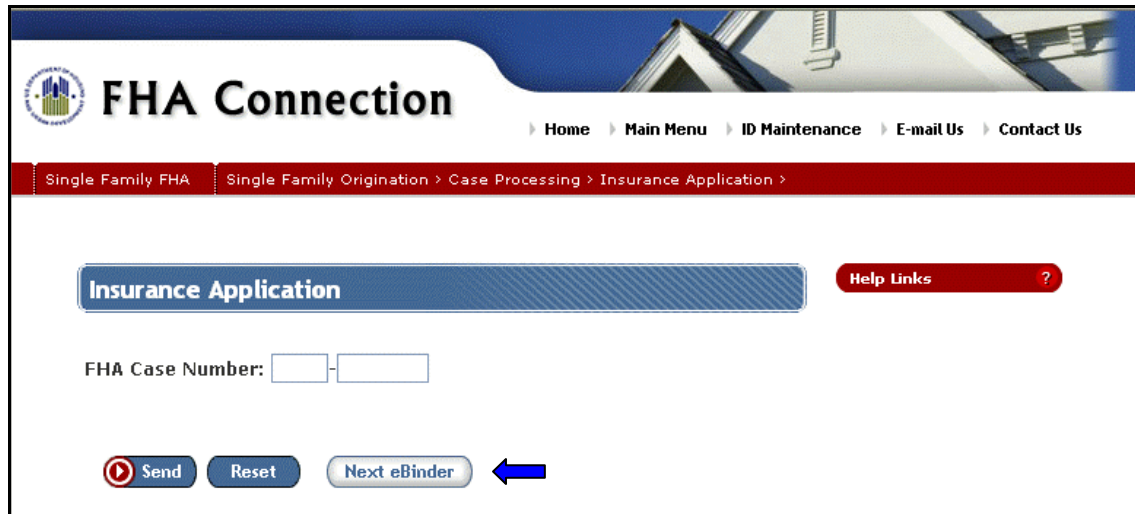 FHA Connection
Home Main Menu ID Maintenance E-mail Us Contact Us
Single Family FHA Single Family Origination > Case Processing > Insurance Application >
Insurance Application
Help Links ?
FHA Case Number: -
Send Reset Next eBinder